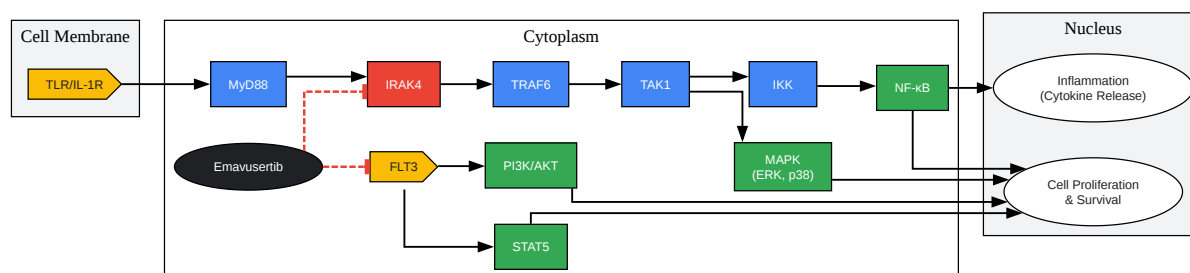 Cell Membrane
Cytoplasm
Nucleus
TLR/IL-1R
MyD88
IRAK4
TRAF6
TAK1
IKK
NF-κB
Inflammation
(Cytokine Release)
Emavusertib
FLT3
PI3K/AKT
MAPK
(ERK, p38)
Cell Proliferation
& Survival
STAT5